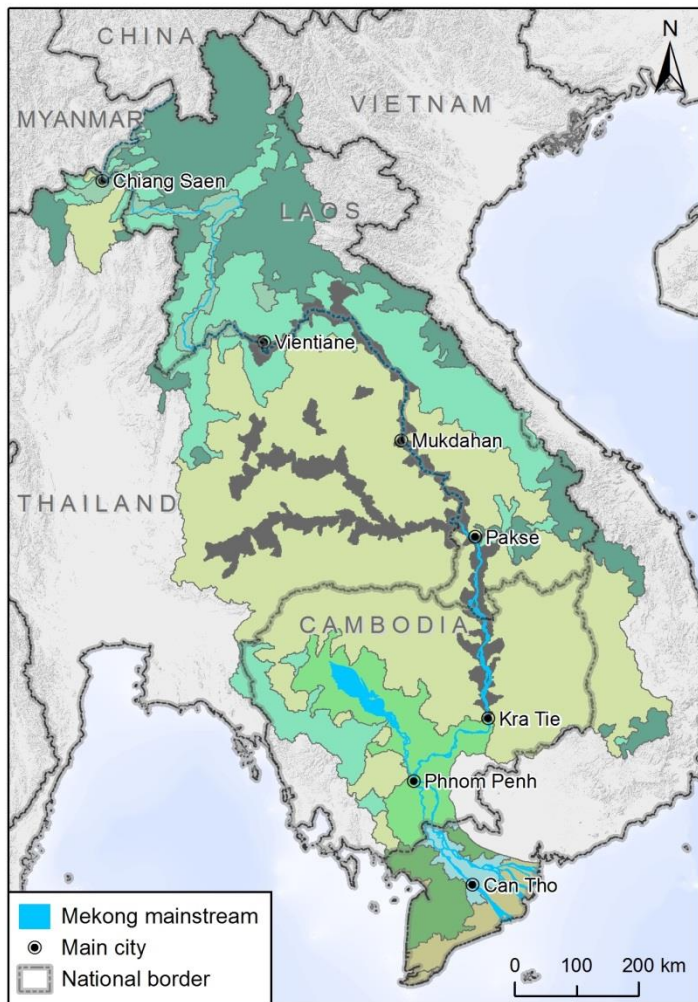 CHINA
N
MYANMAR
VIETNAM
Chiang Saen
LAOS
Vientiane
Mukdahan
THAILAND
Pakse
CAMBODIA
Kra Tie
Phnom Penh
Can Tho
Mekong mainstream
Main city
National border
0 100 200 km